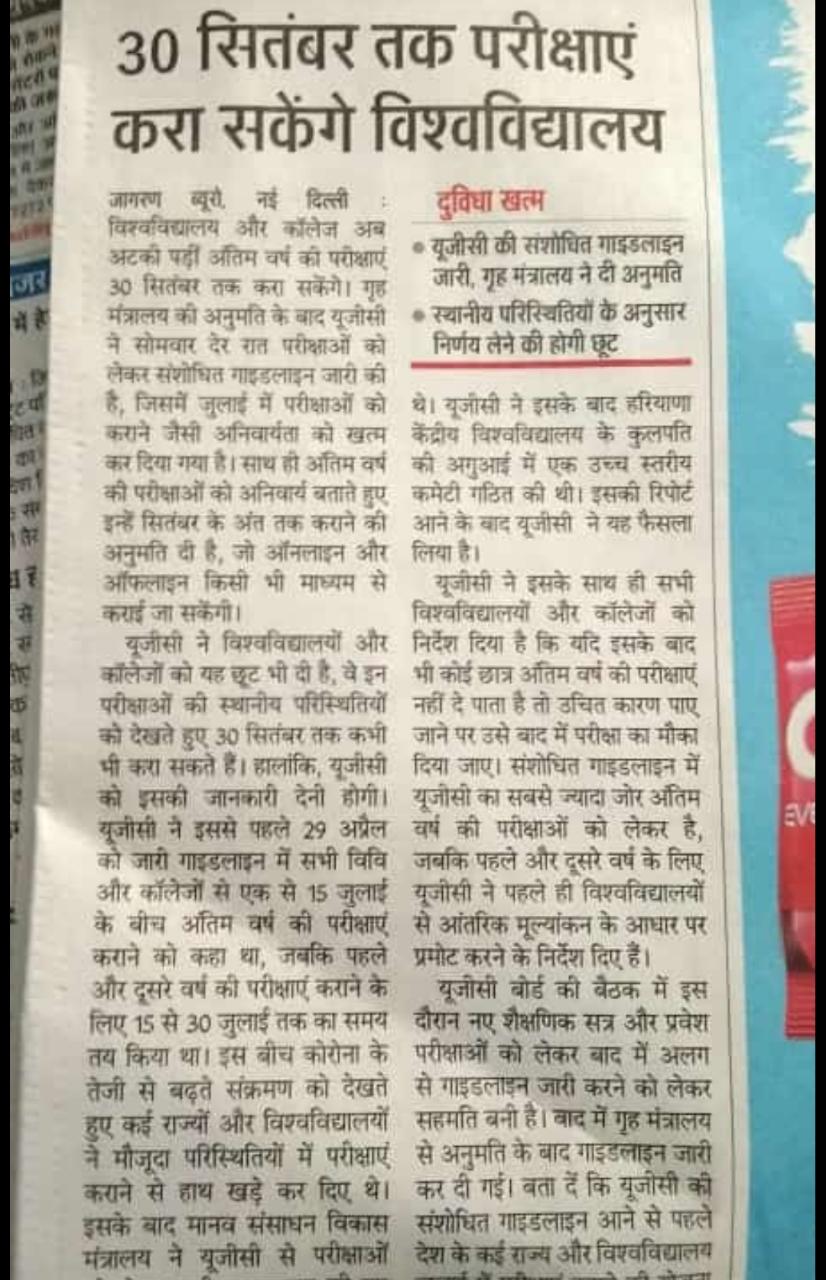 30 सितंबर तक परीक्षाएं
करा सकेंगे विश्वविद्यालय
जागरण ब्यूरो, नई दिल्ली :
विश्वविद्यालय और कॉलेज अब
अटकी पड़ीं अंतिम वर्ष की परीक्षाएं
30 सितंबर तक करा सकेंगे। गृह
मंत्रालय की अनुमति के बाद यूजीसी
ने सोमवार देर रात परीक्षाओं को
लेकर संशोधित गाइडलाइन जारी की
है, जिसमें जुलाई में परीक्षाओं को
कराने जैसी अनिवार्यता को खत्म
कर दिया गया है। साथ ही अंतिम वर्ष
की परीक्षाओं को अनिवार्य बताते हुए
इन्हें सितंबर के अंत तक कराने की
अनुमति दी है, जो ऑनलाइन और
ऑफलाइन किसी भी माध्यम से
कराई जा सकेंगी।
यूजीसी ने विश्वविद्यालयों और
कॉलेजों को यह छूट भी दी है, वे इन
परीक्षाओं की स्थानीय परिस्थितियों
को देखते हुए 30 सितंबर तक कभी
भी करा सकते हैं। हालांकि, यूजीसी
को इसकी जानकारी देनी होगी।
यूजीसी ने इससे पहले 29 अप्रैल
को जारी गाइडलाइन में सभी विवि
और कॉलेजों से एक से 15 जुलाई
के बीच अंतिम वर्ष की परीक्षाएं
कराने को कहा था, जबकि पहले
और दूसरे वर्ष की परीक्षाएं कराने के
लिए 15 से 30 जुलाई तक का समय
तय किया था। इस बीच कोरोना के
तेजी से बढ़ते संक्रमण को देखते
हुए कई राज्यों और विश्वविद्यालयों
ने मौजूदा परिस्थितियों में परीक्षाएं
कराने से हाथ खड़े कर दिए थे।
इसके बाद मानव संसाधन विकास
मंत्रालय ने यूजीसी से परीक्षाओं
दुविधा खत्म
● यूजीसी की संशोधित गाइडलाइन
जारी, गृह मंत्रालय ने दी अनुमति
● स्थानीय परिस्थितियों के अनुसार
निर्णय लेने की होगी छूट
थे। यूजीसी ने इसके बाद हरियाणा
केंद्रीय विश्वविद्यालय के कुलपति
की अगुआई में एक उच्च स्तरीय
कमेटी गठित की थी। इसकी रिपोर्ट
आने के बाद यूजीसी ने यह फैसला
लिया है।
यूजीसी ने इसके साथ ही सभी
विश्वविद्यालयों और कॉलेजों को
निर्देश दिया है कि यदि इसके बाद
भी कोई छात्र अंतिम वर्ष की परीक्षाएं
नहीं दे पाता है तो उचित कारण पाए
जाने पर उसे बाद में परीक्षा का मौका
दिया जाए। संशोधित गाइडलाइन में
यूजीसी का सबसे ज्यादा जोर अंतिम
वर्ष की परीक्षाओं को लेकर है,
जबकि पहले और दूसरे वर्ष के लिए
यूजीसी ने पहले ही विश्वविद्यालयों
से आंतरिक मूल्यांकन के आधार पर
प्रमोट करने के निर्देश दिए हैं।
यूजीसी बोर्ड की बैठक में इस
दौरान नए शैक्षणिक सत्र और प्रवेश
परीक्षाओं को लेकर बाद में अलग
से गाइडलाइन जारी करने को लेकर
सहमति बनी है। बाद में गृह मंत्रालय
से अनुमति के बाद गाइडलाइन जारी
कर दी गई। बता दें कि यूजीसी की
संशोधित गाइडलाइन आने से पहले
देश के कई राज्य और विश्वविद्यालय